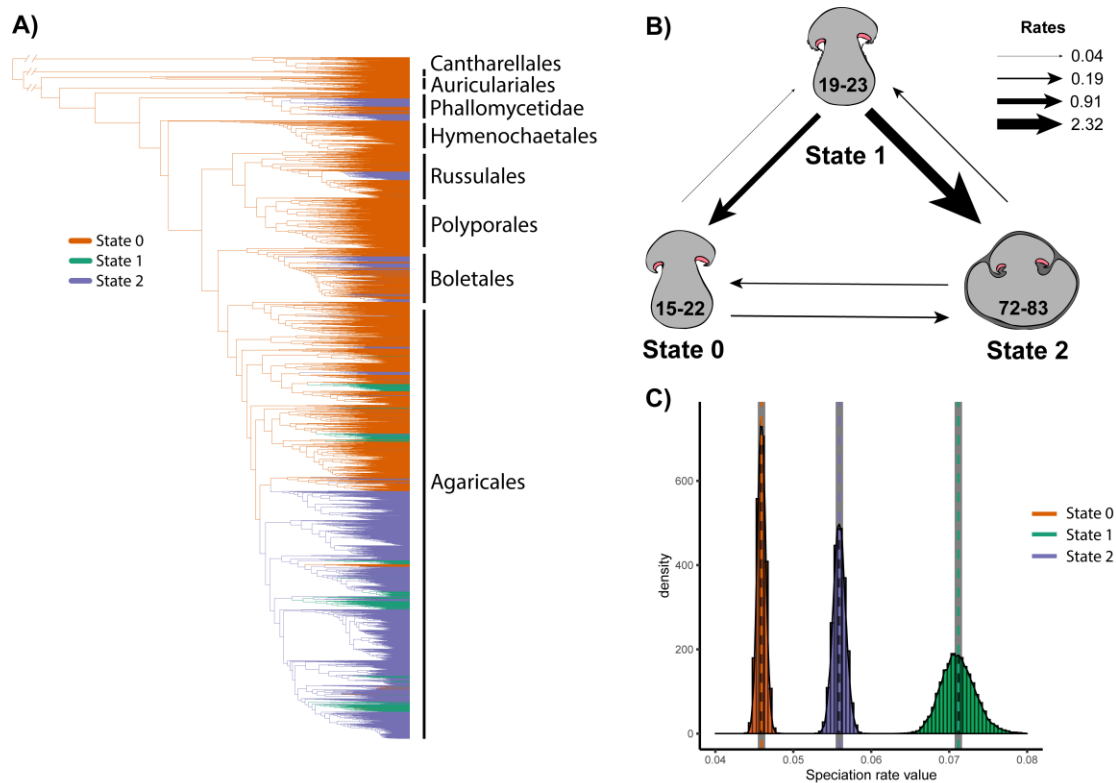 A)
Cantharellales
Auriculariales
Phallomycetidae
Hymenochaetales
Russulales
Polyporales
Boletales
Agaricales
State 0
State 1
State 2
B)
19-23
State 1
15-22
State 0
72-83
State 2
Rates
0.04
0.19
0.91
2.32
C)
density
600
400
200
0
0.04 0.05 0.06 0.07 0.08
Speciation rate value
State 0
State 1
State 2